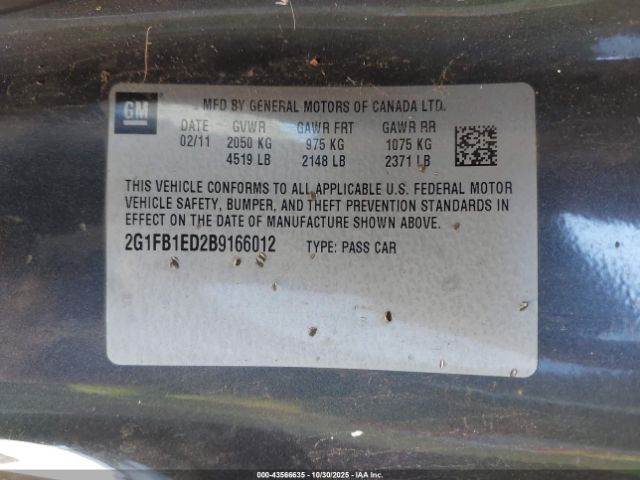 GM
MFD BY GENERAL MOTORS OF CANADA LTD.
DATE GVWR GAWR FRT GAWR RR
02/11 2050 KG 975 KG 1075 KG
4519 LB 2148 LB 2371 LB
THIS VEHICLE CONFORMS TO ALL APPLICABLE U.S. FEDERAL MOTOR
VEHICLE SAFETY, BUMPER, AND THEFT PREVENTION STANDARDS IN
EFFECT ON THE DATE OF MANUFACTURE SHOWN ABOVE.
2G1FB1ED2B9166012 TYPE: PASS CAR
000-43566635 - 10/30/2025 - IAA Inc.